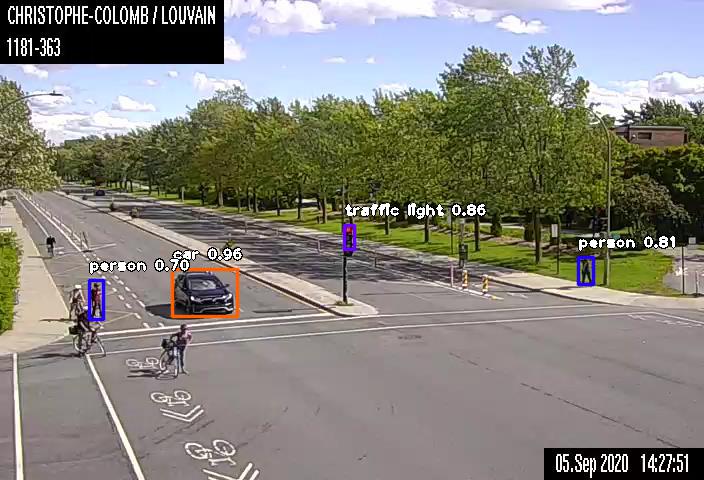 CHRISTOPHE-COLOMB / LOUVAIN
1181-363
traffic light 0.86
person 0.81
car 0.96
person 0.70
05.Sep 2020 14:27:51